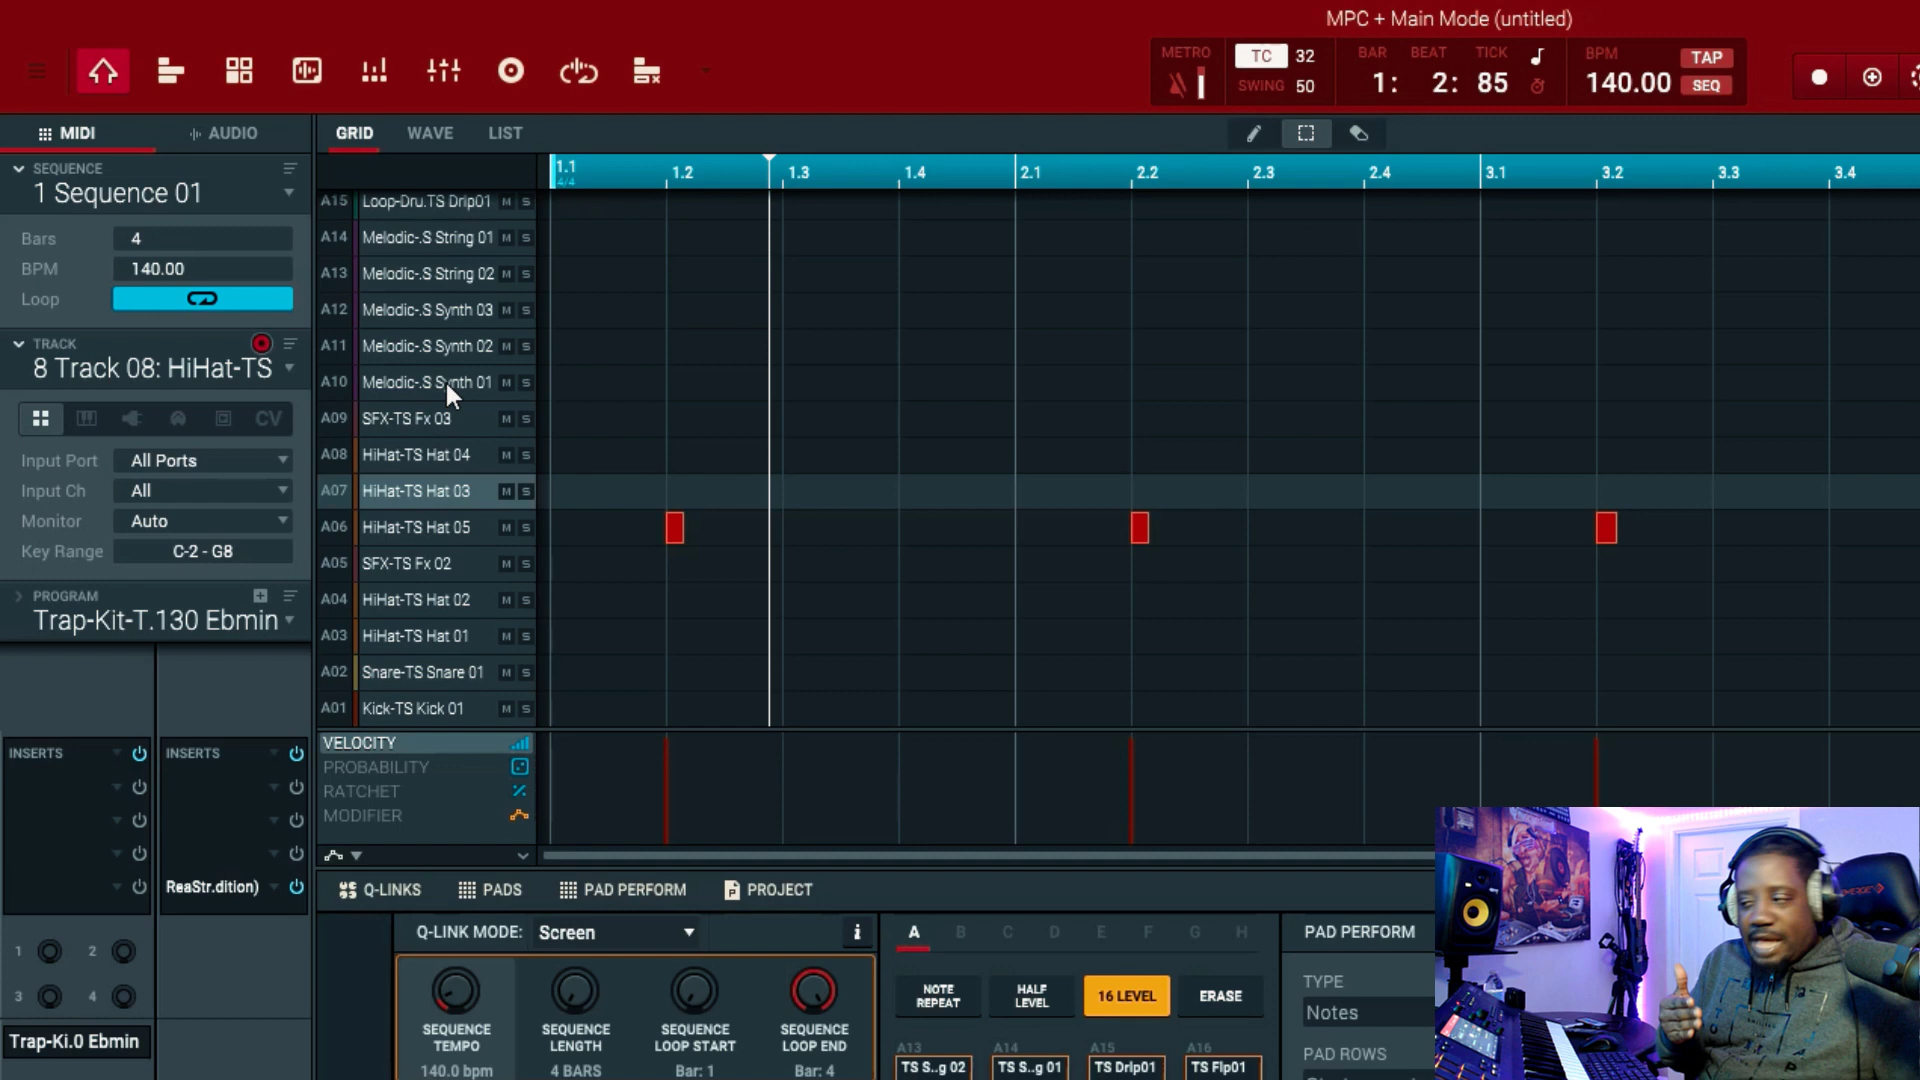 MPC + Main Mode (untitled)
METRO
TC 32
SWING 50
BAR BEAT TICK
1: 2: 85
BPM
140.00
TAP
SEQ
MIDI
AUDIO
GRID
WAVE
LIST
SEQUENCE
1 Sequence 01
Bars 4
BPM 140.00
Loop
TRACK
8 Track 08: HiHat-TS
CV
Input Port All Ports
Input Ch All
Monitor Auto
Key Range C-2 - G8
PROGRAM
Trap-Kit-T.130 Ebmin
INSERTS
INSERTS
ReaStr.dition)
1 2
3 4
Trap-Ki.0 Ebmin
1.1 1.2 1.3 1.4 2.1 2.2 2.3 2.4 3.1 3.2 3.3 3.4
4/4
A15 Loop-Dru.TS Drip01 M S
A14 Melodic-.S String 01 M S
A13 Melodic-.S String 02 M S
A12 Melodic-.S Synth 03 M S
A11 Melodic-.S Synth 02 M S
A10 Melodic-.S Synth 01 M S
A09 SFX-TS Fx 03 M S
A08 HiHat-TS Hat 04 M S
A07 HiHat-TS Hat 03 M S
A06 HiHat-TS Hat 05 M S
A05 SFX-TS Fx 02 M S
A04 HiHat-TS Hat 02 M S
A03 HiHat-TS Hat 01 M S
A02 Snare-TS Snare 01 M S
A01 Kick-TS Kick 01 M S
VELOCITY
PROBABILITY
RATCHET
MODIFIER
Q-LINKS
PADS
PAD PERFORM
PROJECT
Q-LINK MODE: Screen
i
SEQUENCE TEMPO
140.0 bpm
SEQUENCE LENGTH
4 BARS
SEQUENCE LOOP START
Bar: 1
SEQUENCE LOOP END
Bar: 4
A B C D E F G H
NOTE REPEAT
HALF LEVEL
16 LEVEL
ERASE
A13 A14 A15 A16
TS S..g 02
TS S..g 01
TS Drlp01
TS Flp01
PAD PERFORM
TYPE
Notes
PAD ROWS